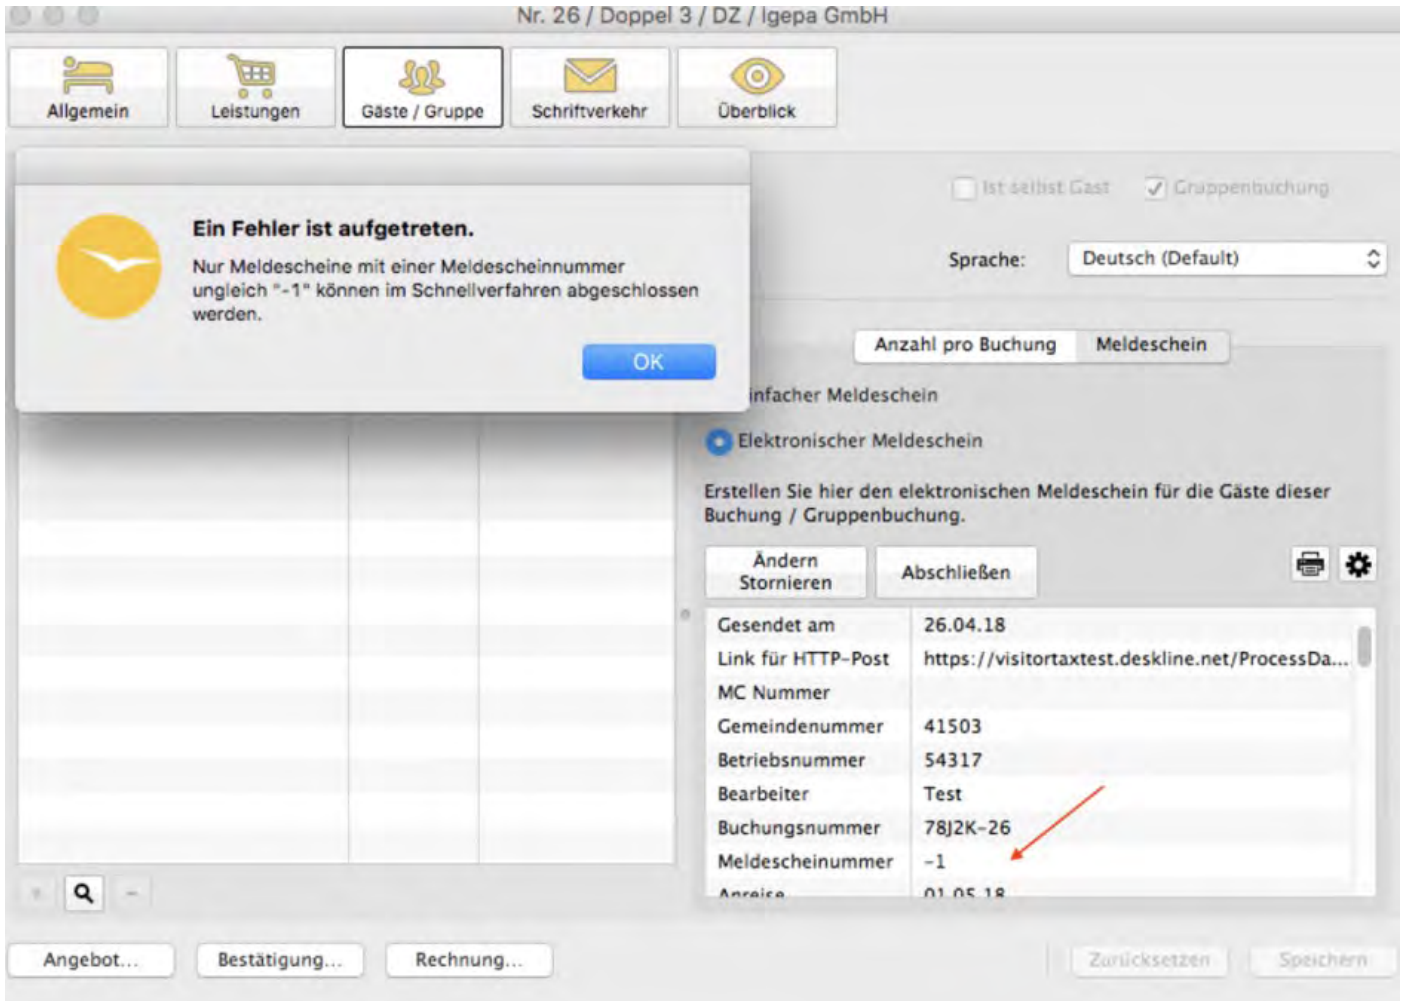 Nr. 26 / Doppel 3 / DZ / Igepa GmbH
Allgemein
Leistungen
Gäste / Gruppe
Schriftverkehr
Überblick
Ist selbst Gast
Gruppenbuchung
Ein Fehler ist aufgetreten.
Nur Meldescheine mit einer Meldescheinnummer
ungleich "-1" können im Schnellverfahren abgeschlossen
werden.
OK
Sprache:
Deutsch (Default)
Anzahl pro Buchung
Meldeschein
infacher Meldeschein
Elektronischer Meldeschein
Erstellen Sie hier den elektronischen Meldeschein für die Gäste dieser
Buchung / Gruppenbuchung.
Ändern
Stornieren
Abschließen
Gesendet am 26.04.18
Link für HTTP-Post https://visitortaxtest.deskline.net/ProcessDa...
MC Nummer
Gemeindenummer 41503
Betriebsnummer 54317
Bearbeiter Test
Buchungsnummer 78J2K-26
Meldescheinummer -1
Anreise 01.05.18
Angebot...
Bestätigung...
Rechnung...
Zurücksetzen
Speichern